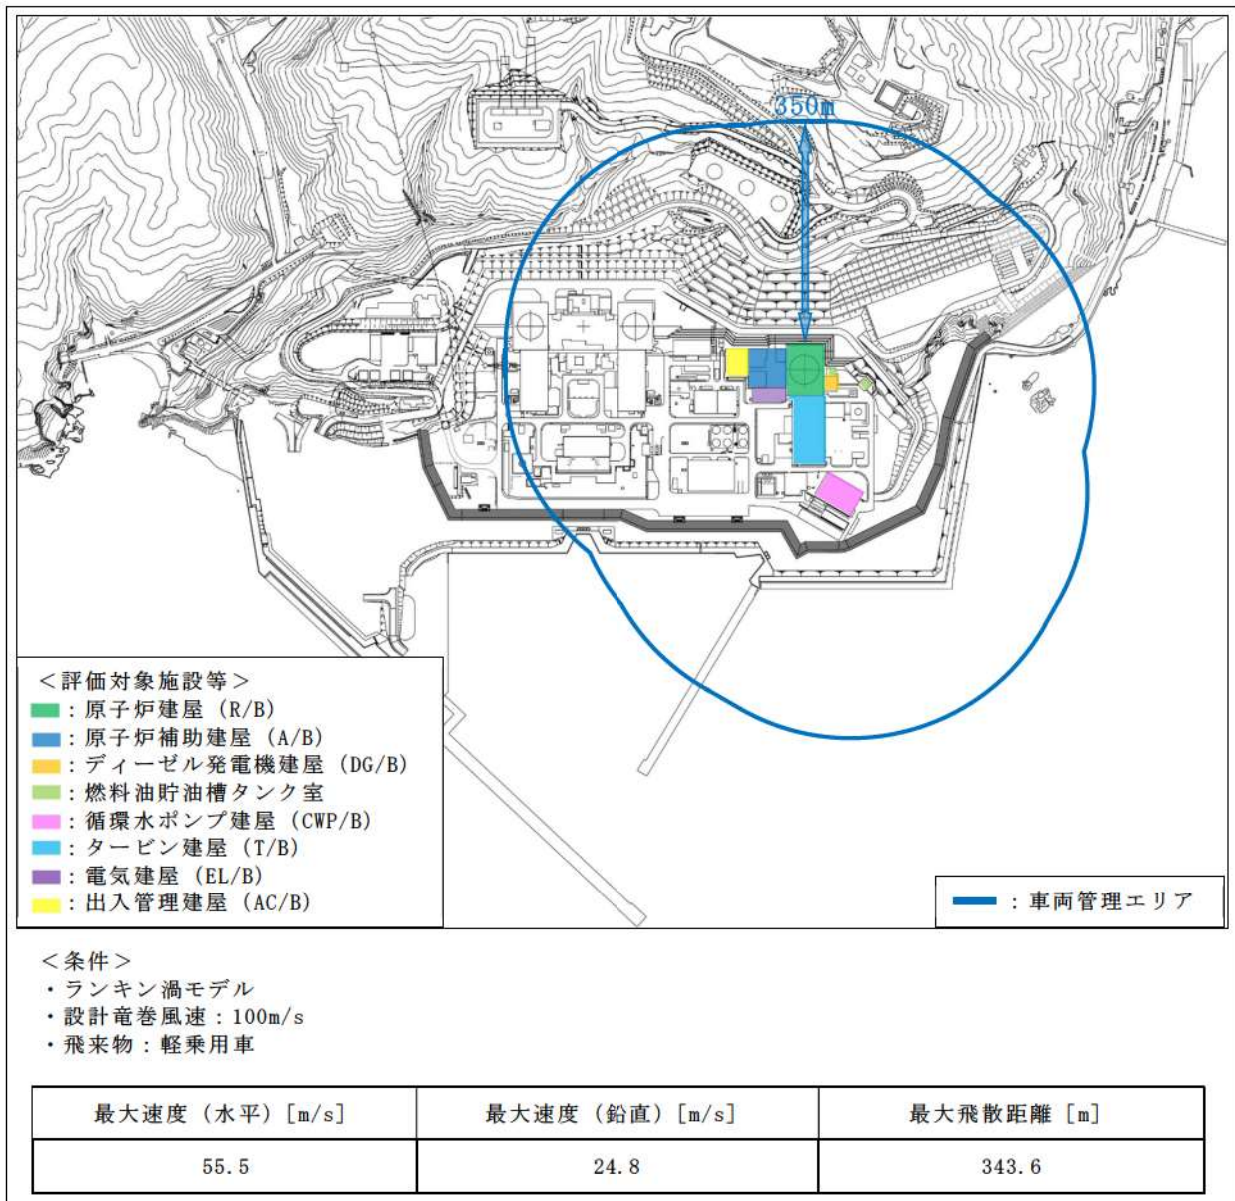 350m
<評価対象施設等>
:原子炉建屋 (R/B)
:原子炉補助建屋 (A/B)
:ディーゼル発電機建屋 (DG/B)
:燃料油貯油槽タンク室
:循環水ポンプ建屋 (CWP/B)
:タービン建屋 (T/B)
:電気建屋 (EL/B)
:出入管理建屋 (AC/B)
:車両管理エリア
<条件>
・ランキン渦モデル
・設計竜巻風速:100m/s
・飛来物:軽乗用車
最大速度 (水平) [m/s] 最大速度 (鉛直) [m/s] 最大飛散距離 [m]
55.5 24.8 343.6